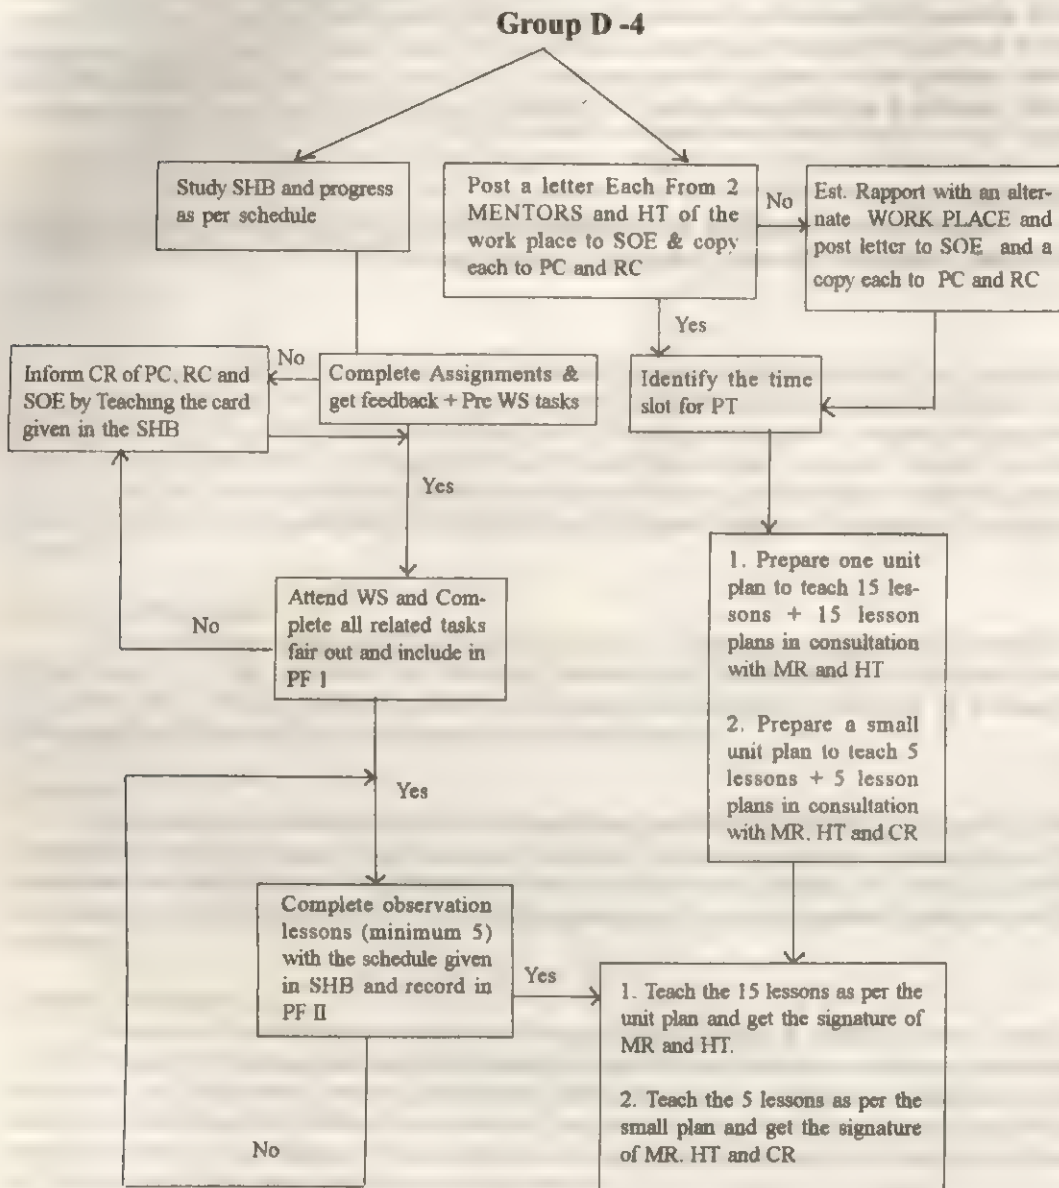 Group D -4
Study SHB and progress
as per schedule
Post a letter Each From 2
MENTORS and HT of the
work place to SOE & copy
each to PC and RC
No
Est. Rapport with an alter-
nate WORK PLACE and
post letter to SOE and a
copy each to PC and RC
Yes
Inform CR of PC, RC and
SOE by Teaching the card
given in the SHB
No
Complete Assignments &
get feedback + Pre WS tasks
Identify the time
slot for PT
Yes
Attend WS and Com-
plete all related tasks
fair out and include in
PF I
No
1. Prepare one unit
plan to teach 15 les-
sons + 15 lesson
plans in consultation
with MR and HT
2. Prepare a small
unit plan to teach 5
lessons + 5 lesson
plans in consultation
with MR. HT and CR
Yes
Complete observation
lessons (minimum 5)
with the schedule given
in SHB and record in
PF II
Yes
1. Teach the 15 lessons as per the
unit plan and get the signature of
MR and HT.
2. Teach the 5 lessons as per the
small plan and get the signature
of MR. HT and CR
No